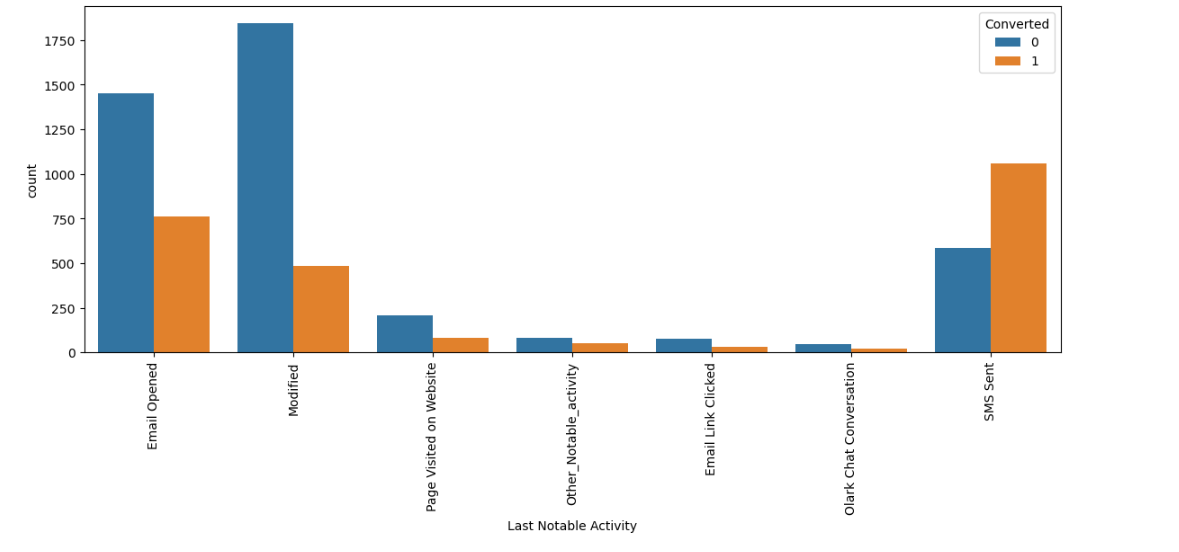 Converted
0
1
1750
1500
1250
1000
750
500
250
0
count
Email Opened
Modified
Page Visited on Website
Other_Notable_activity
Email Link Clicked
Olark Chat Conversation
SMS Sent
Last Notable Activity